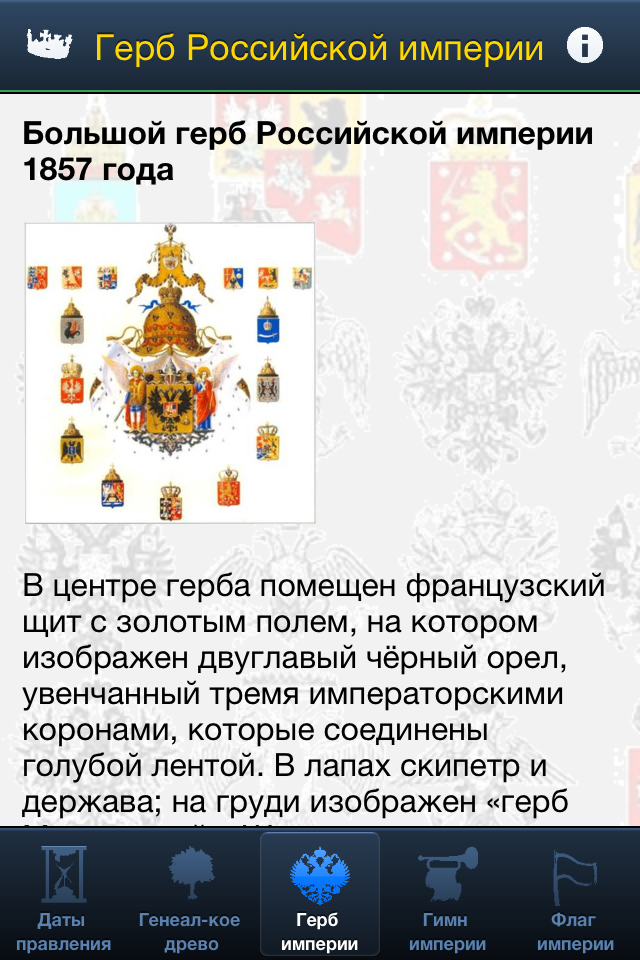 Герб Российской империи
Большой герб Российской империи
1857 года
В центре герба помещен французский
щит с золотым полем, на котором
изображен двуглавый чёрный орел,
увенчанный тремя императорскими
коронами, которые соединены
голубой лентой. В лапах скипетр и
держава; на груди изображен «герб
Даты
правления
Генеал-кое
древо
Герб
империи
Гимн
империи
Флаг
империи